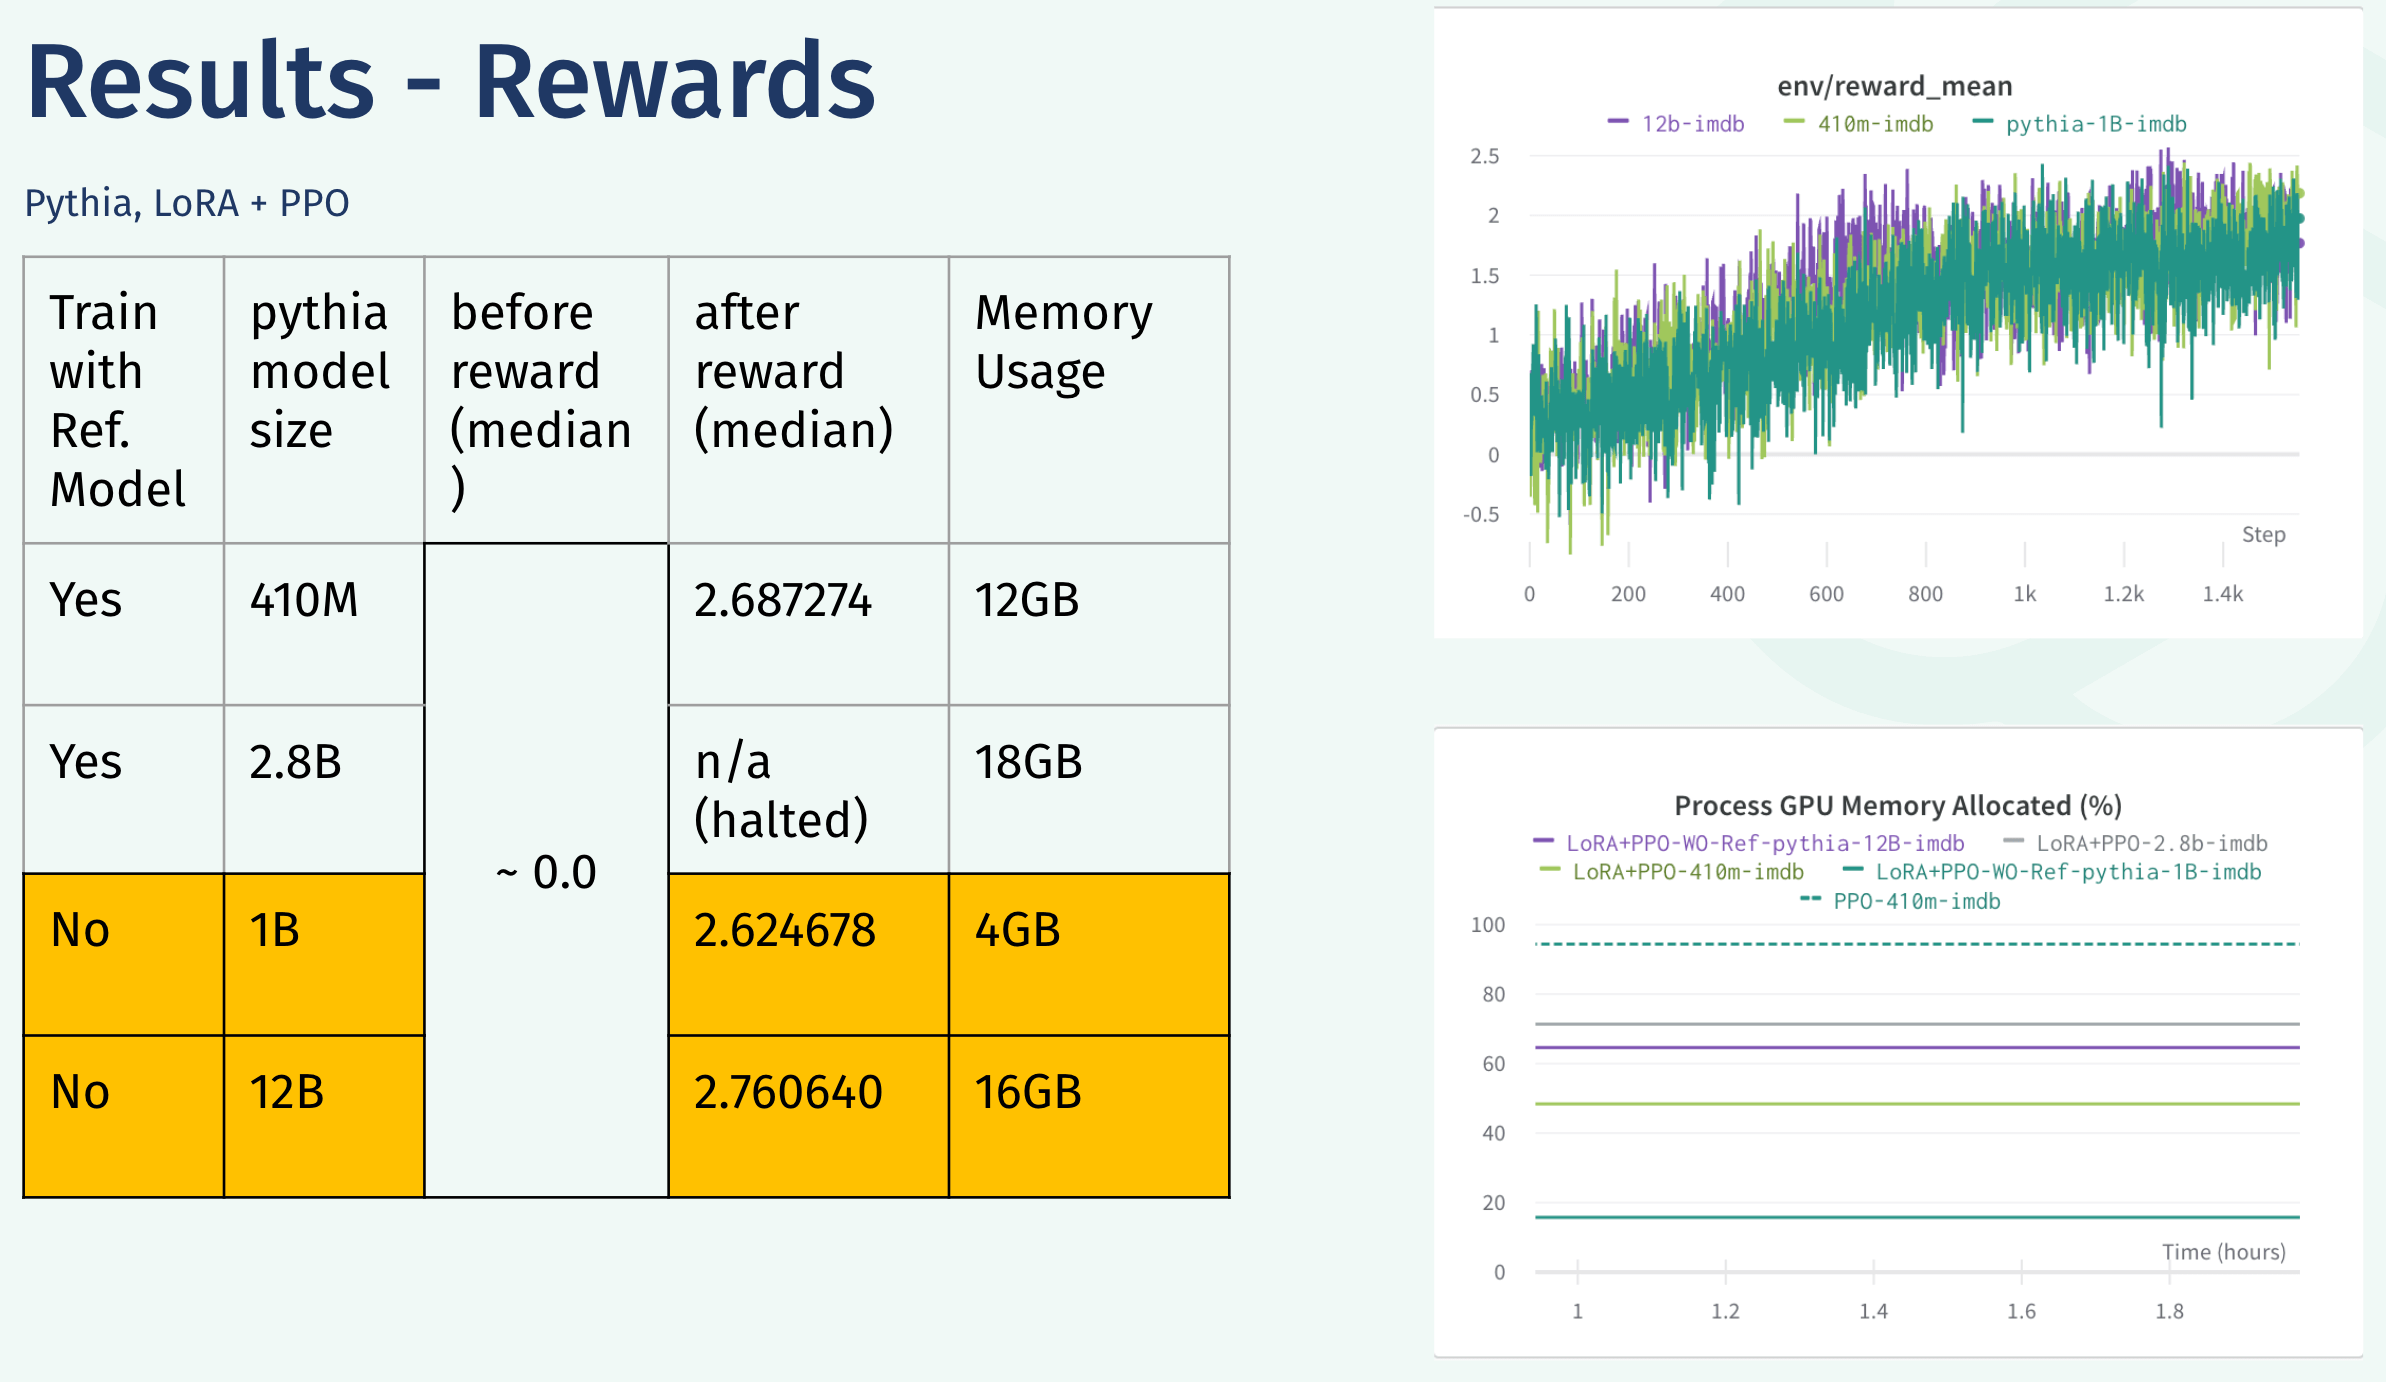 Results - Rewards
Pythia, LoRA + PPO
Train
with
Ref.
Model
pythia
model
size
before
reward
(median
)
after
reward
(median)
Memory
Usage
Yes
410M
2.687274
12GB
Yes
2.8B
n/a
(halted)
18GB
~ 0.0
No
1B
2.624678
4GB
No
12B
2.760640
16GB
env/reward_mean
12b-imdb 410m-imdb pythia-1B-imdb
2.5
2
1.5
1
0.5
0
-0.5
Step
0 200 400 600 800 1k 1.2k 1.4k
Process GPU Memory Allocated (%)
LoRA+PPO-WO-Ref-pythia-12B-imdb LoRA+PPO-2.8b-imdb
LoRA+PPO-410m-imdb LoRA+PPO-WO-Ref-pythia-1B-imdb
PPO-410m-imdb
100
80
60
40
20
Time (hours)
0
1 1.2 1.4 1.6 1.8